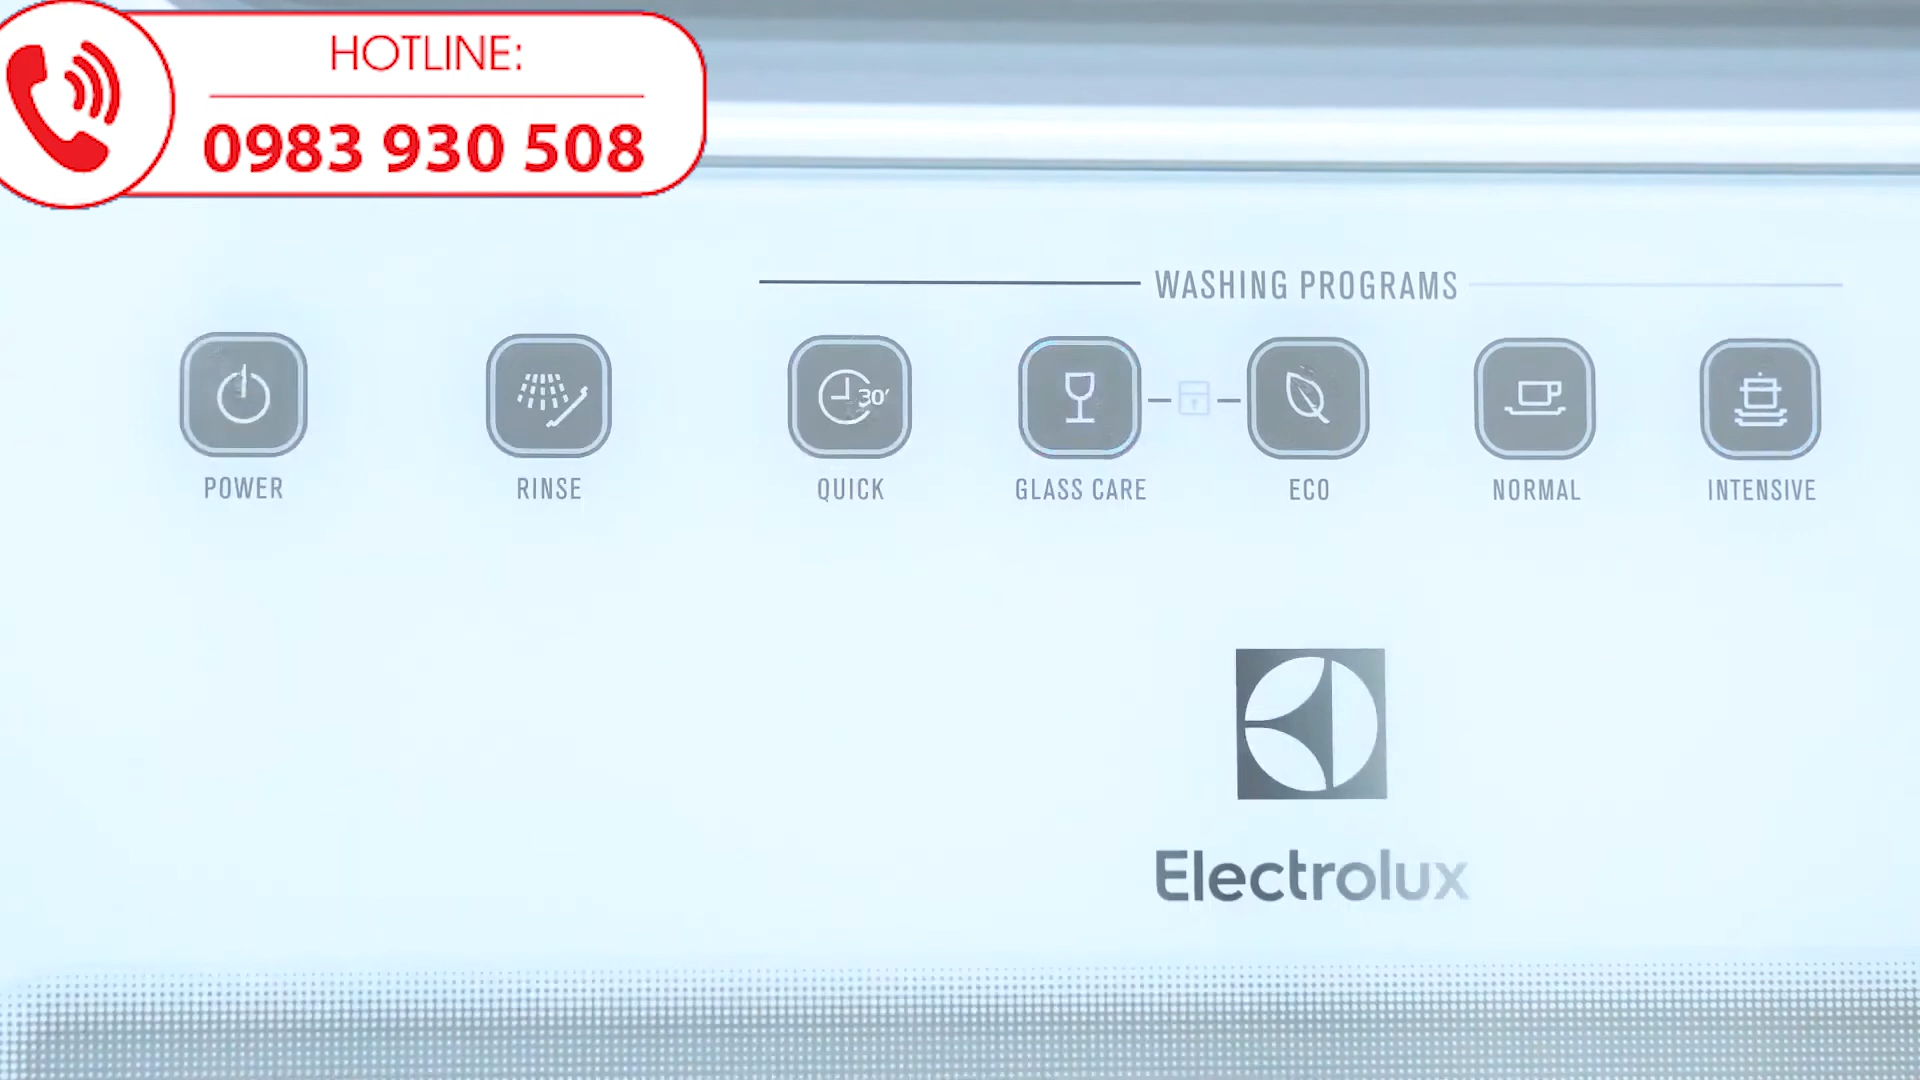 HOTLINE:
0983 930 508
WASHING PROGRAMS
30'
POWER
RINSE
QUICK
GLASS CARE
ECO
NORMAL
INTENSIVE
Electrolux